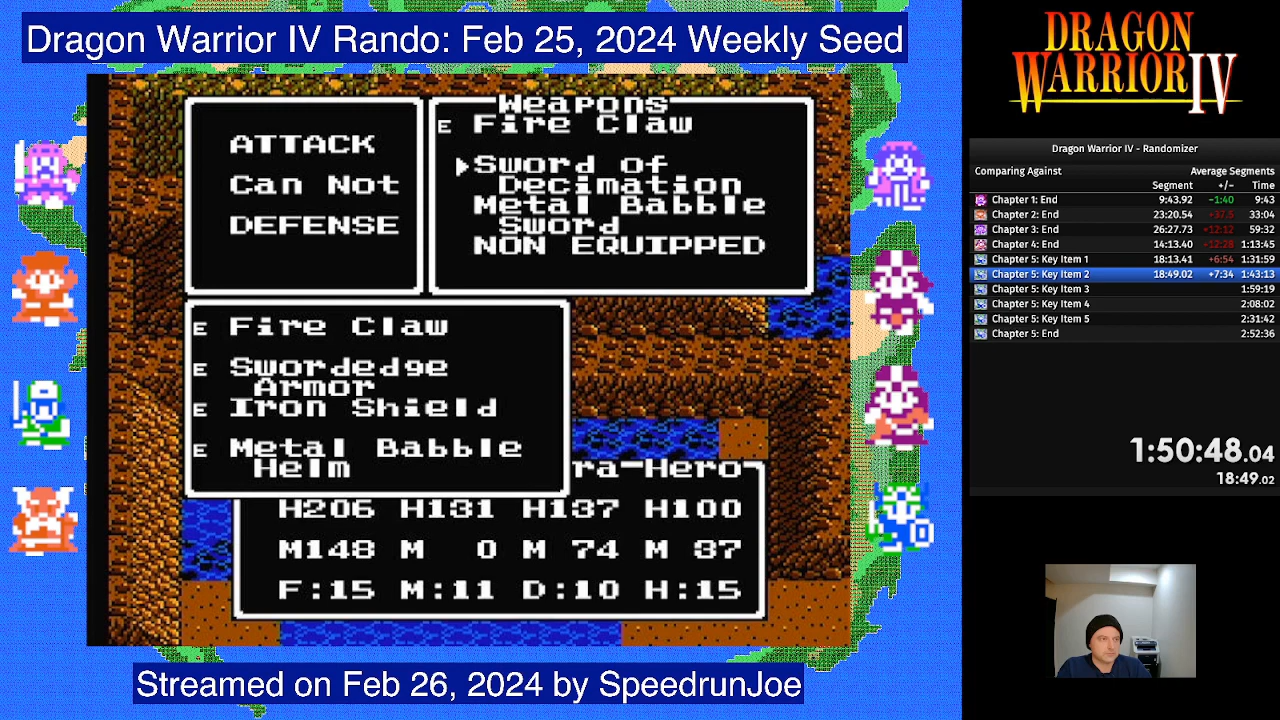 Dragon Warrior IV Rando: Feb 25, 2024 Weekly Seed
ATTACK
Can Not
DEFENSE
Weapons
E Fire Claw
Sword of
Decimation
Metal Babble
Sword
NON EQUIPPED
E Fire Claw
E Swordedge
Armor
E Iron Shield
E Metal Babble
Helm
ra Hero
H206 H131 H137 H100
M148 M 0 M 74 M 87
F:15 M:11 D:10 H:15
Streamed on Feb 26, 2024 by SpeedrunJoe
DRAGON
WARRIOR IV
Dragon Warrior IV - Randomizer
Comparing Against Average Segments
Segment +/- Time
Chapter 1: End 9:43.92 −1:40 9:43
Chapter 2: End 23:20.54 +37.5 33:04
Chapter 3: End 26:27.73 +12:12 59:32
Chapter 4: End 14:13.40 +12:28 1:13:45
Chapter 5: Key Item 1 18:13.41 +6:54 1:31:59
Chapter 5: Key Item 2 18:49.02 +7:34 1:43:13
Chapter 5: Key Item 3 1:59:19
Chapter 5: Key Item 4 2:08:02
Chapter 5: Key Item 5 2:31:42
Chapter 5: End 2:52:36
1:50:48.04
18:49.02